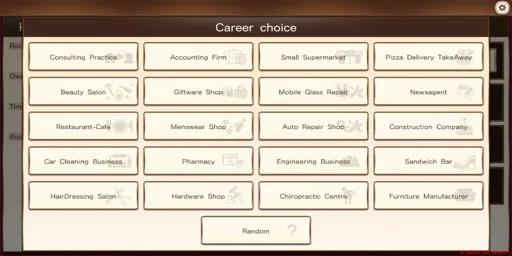 Career choice
Consulting Practice
Accounting Firm
Small Supermarket
Pizza Delivery TakeAway
Beauty Salon
Giftware Shop
Mobile Glass Repair
Newsagent
Restaurant-Cafe
Menswear Shop
Auto Repair Shop
Construction Company
Car Cleaning Business
Pharmacy
Engineering Business
Sandwich Bar
HairDressing Salon
Hardware Shop
Chiropractic Centre
Furniture Manufacturer
Random
?